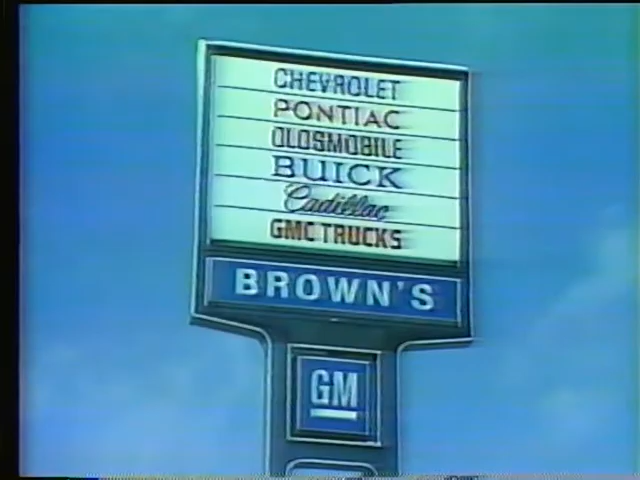 CHEVROLET
PONTIAC
OLDSMOBILE
BUICK
Cadillac
GMC TRUCKS
BROWN'S
GM